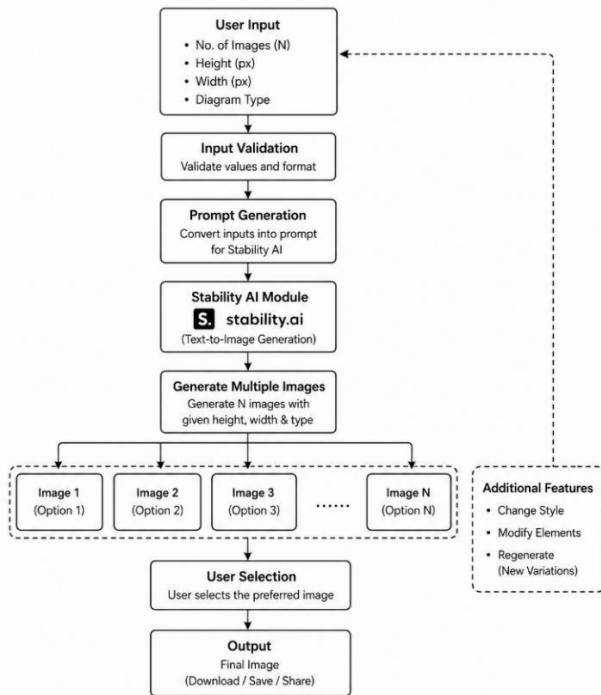 User Input
• No. of Images (N)
• Height (px)
• Width (px)
• Diagram Type
Input Validation
Validate values and format
Prompt Generation
Convert inputs into prompt
for Stability AI
Stability AI Module
S. stability.ai
(Text-to-Image Generation)
Generate Multiple Images
Generate N images with
given height, width & type
Image 1
(Option 1)
Image 2
(Option 2)
Image 3
(Option 3)
......
Image N
(Option N)
Additional Features
• Change Style
• Modify Elements
• Regenerate
(New Variations)
User Selection
User selects the preferred image
Output
Final Image
(Download / Save / Share)